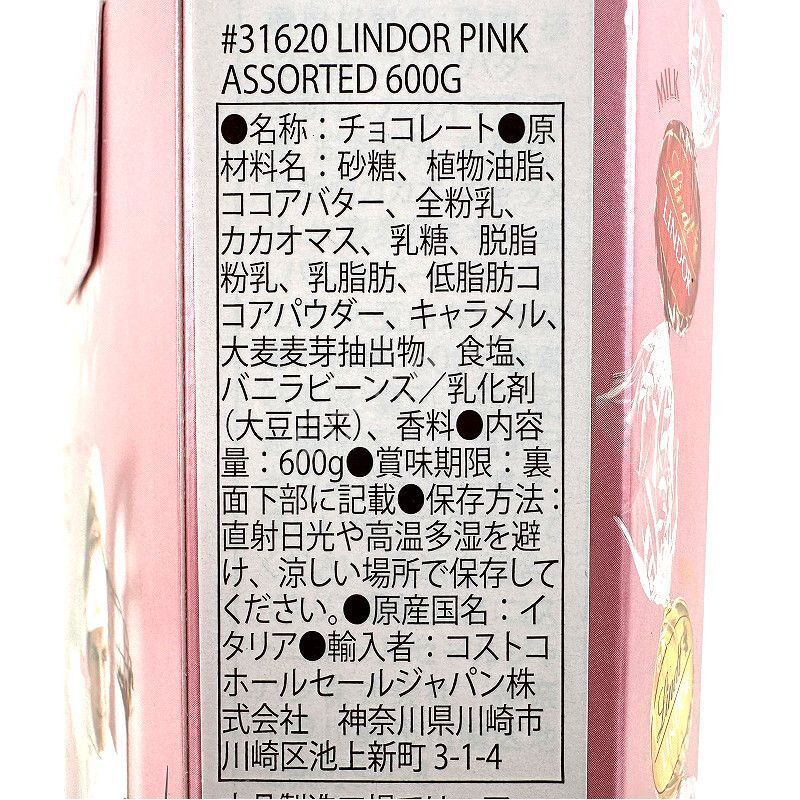 #31620 LINDOR PINK
ASSORTED 600G
●名称：チョコレート●原
材料名：砂糖、植物油脂、
ココアバター、全粉乳、
カカオマス、乳糖、脱脂
粉乳、乳脂肪、低脂肪コ
コアパウダー、キャラメル、
大麦麦芽抽出物、食塩、
バニラビーンズ／乳化剤
（大豆由来）、香料●内容
量：600g●賞味期限：裏
面下部に記載●保存方法：
直射日光や高温多湿を避
け、涼しい場所で保存して
ください。●原産国名：イ
タリア●輸入者：コストコ
ホールセールジャパン株
式会社　神奈川県川崎市
川崎区池上新町 3-1-4
MILK
Lindt
LINDOR